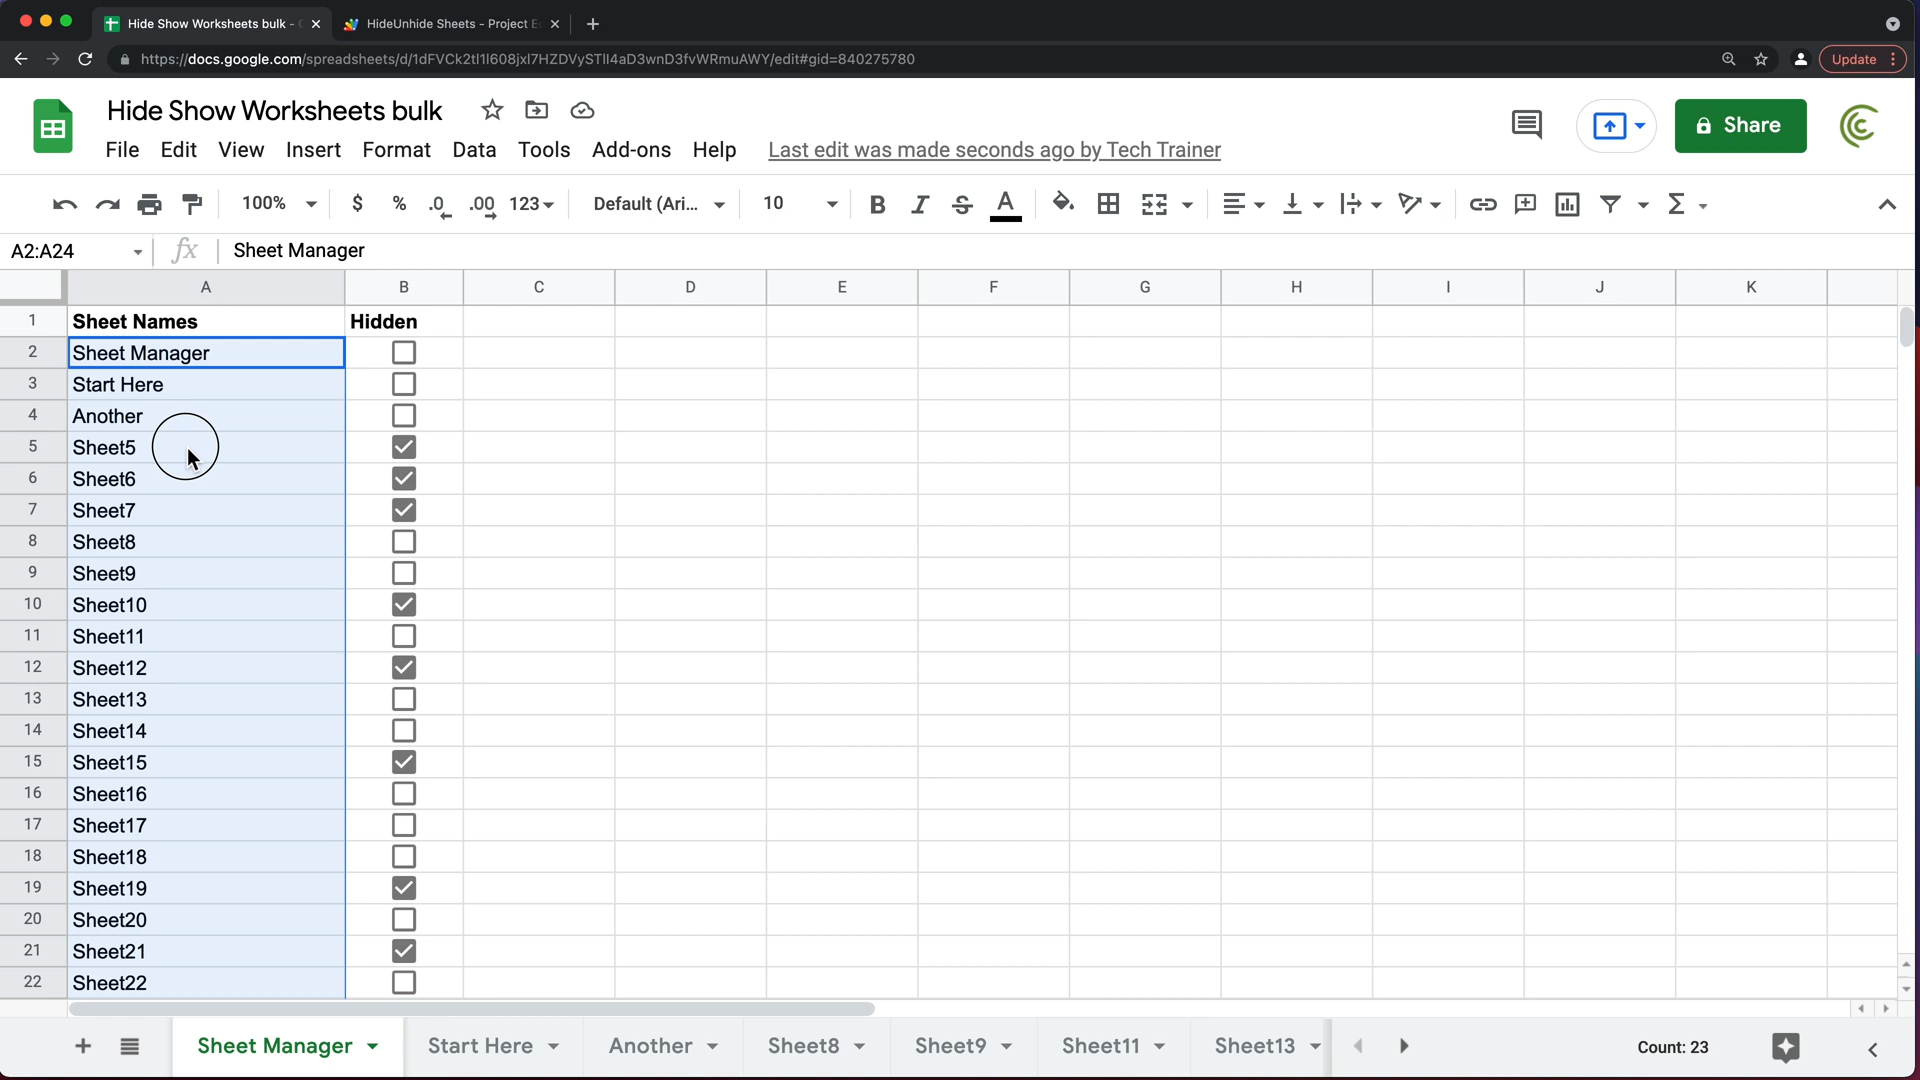 Hide Show Worksheets bulk -
HideUnhide Sheets - Project E
https://docs.google.com/spreadsheets/d/1dFVCk2tl1l608jxl7HZDVySTlI4aD3wnD3fvWRmuAWY/edit#gid=840275780
Update
Hide Show Worksheets bulk
Share
File Edit View Insert Format Data Tools Add-ons Help Last edit was made seconds ago by Tech Trainer
100% $ % .0 .00 123 Default (Ari... 10 B I S A Σ
A2:A24 fx Sheet Manager
A B C D E F G H I J K
1 Sheet Names Hidden
2 Sheet Manager
3 Start Here
4 Another
5 Sheet5
6 Sheet6
7 Sheet7
8 Sheet8
9 Sheet9
10 Sheet10
11 Sheet11
12 Sheet12
13 Sheet13
14 Sheet14
15 Sheet15
16 Sheet16
17 Sheet17
18 Sheet18
19 Sheet19
20 Sheet20
21 Sheet21
22 Sheet22
Sheet Manager Start Here Another Sheet8 Sheet9 Sheet11 Sheet13 Count: 23